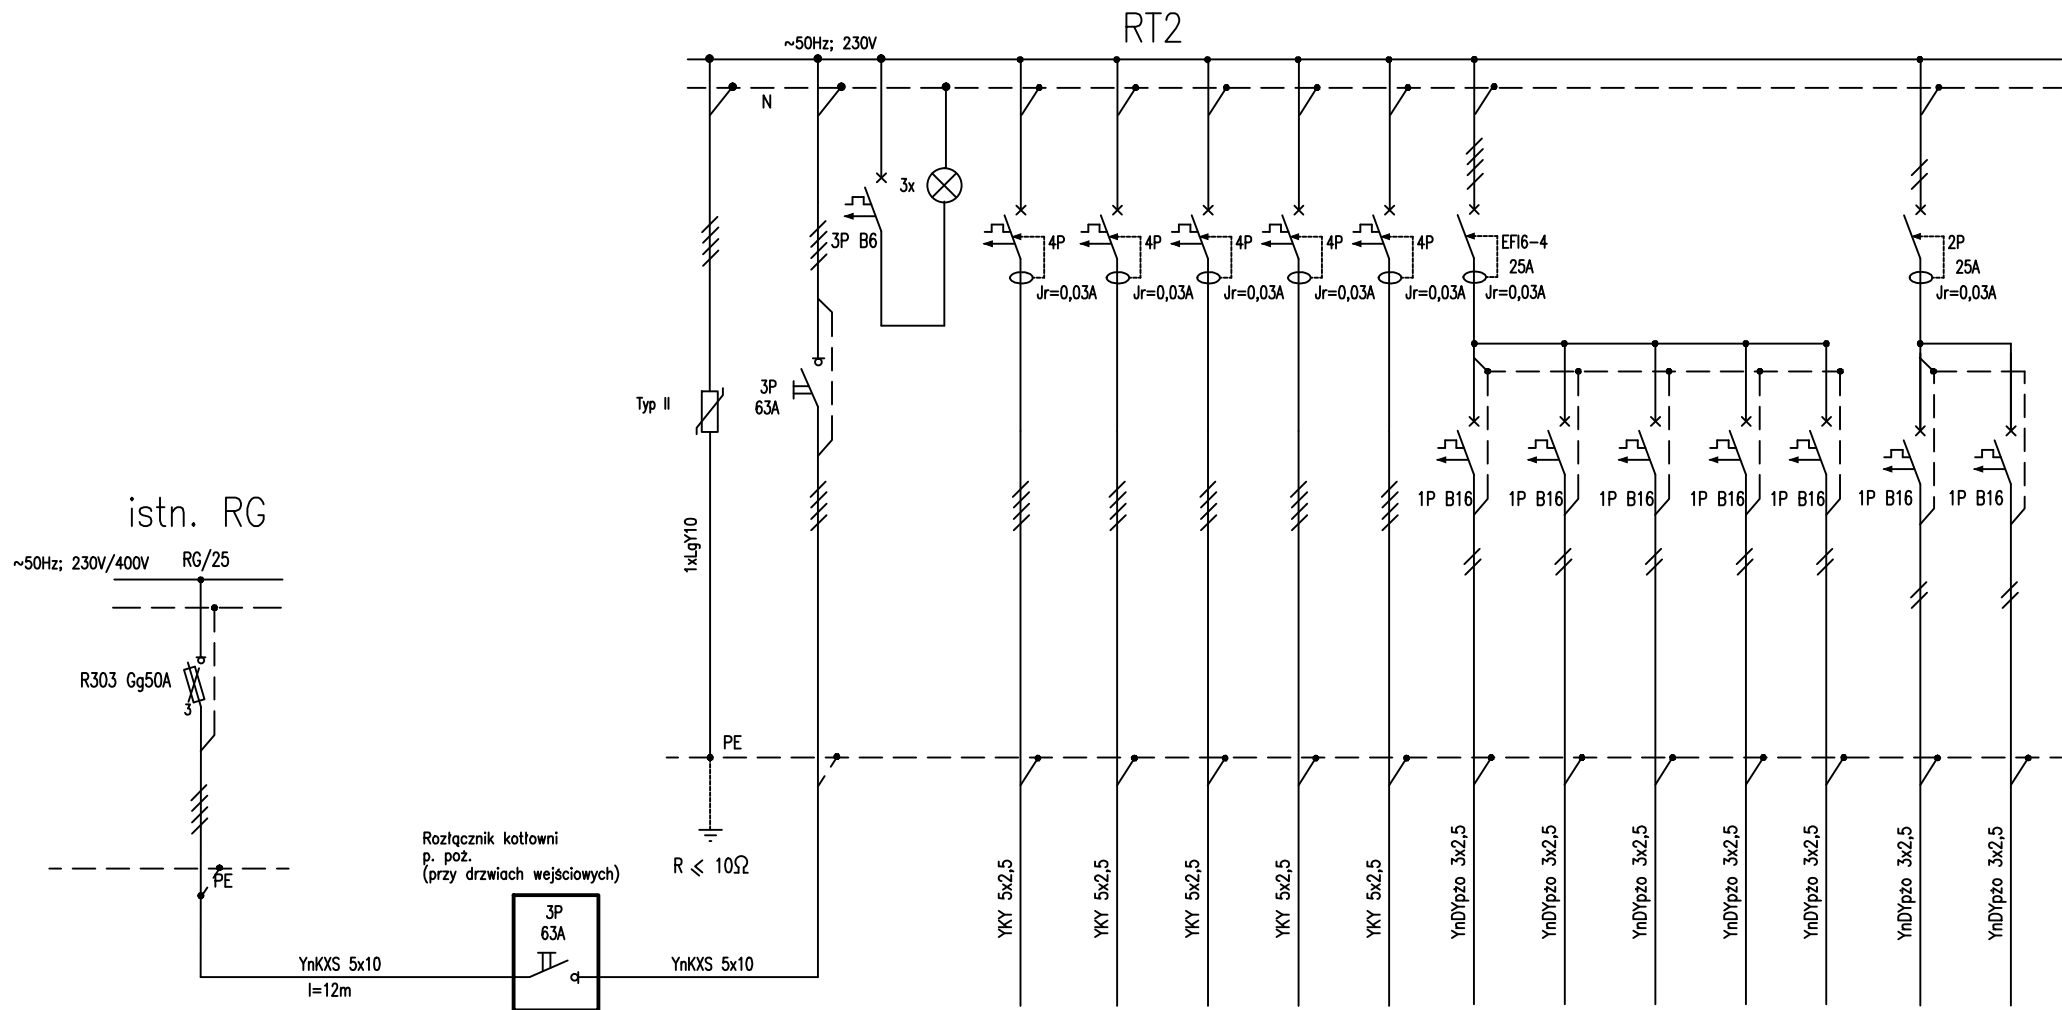 RT2
~50Hz; 230V
N
3x
3P B6
4P
Jr=0,03A
4P
Jr=0,03A
4P
Jr=0,03A
4P
Jr=0,03A
4P
Jr=0,03A
EFI6-4
25A
Jr=0,03A
2P
25A
Jr=0,03A
Typ II
3P
63A
1P B16
1P B16
1P B16
1P B16
1P B16
1P B16
1P B16
istn. RG
~50Hz; 230V/400V
RG/25
1xLgY10
R303 Gg50A
3
PE
PE
R ⩽ 10Ω
Rozłącznik kotłowni
p. poż.
(przy drzwiach wejściowych)
3P
63A
YnKXS 5x10
l=12m
YnKXS 5x10
YKY 5x2,5
YKY 5x2,5
YKY 5x2,5
YKY 5x2,5
YKY 5x2,5
YnDYpżo 3x2,5
YnDYpżo 3x2,5
YnDYpżo 3x2,5
YnDYpżo 3x2,5
YnDYpżo 3x2,5
YnDYpżo 3x2,5
YnDYpżo 3x2,5